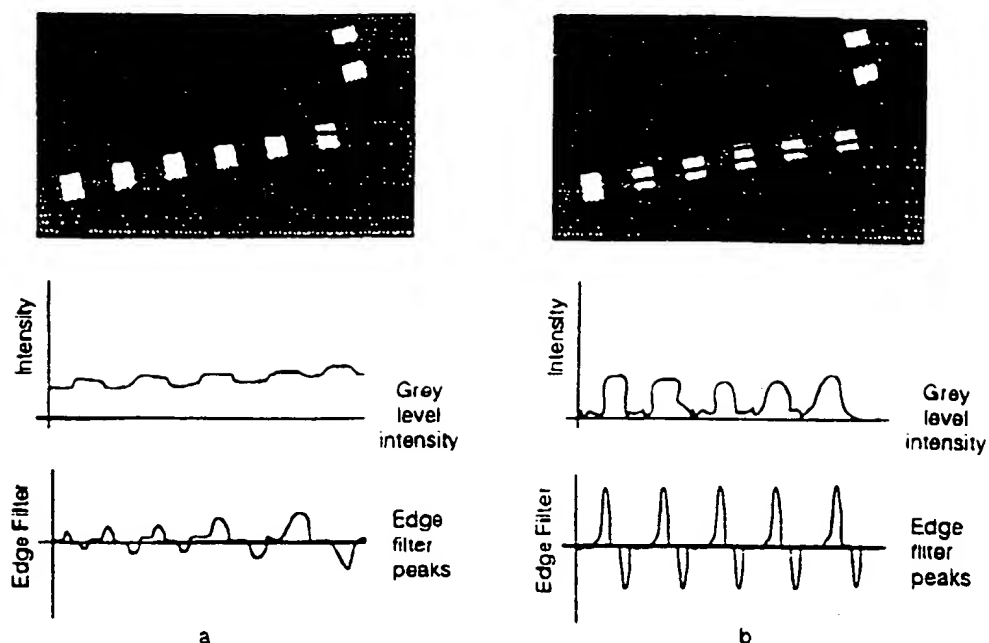 Intensity
Grey
level
intensity
Edge Filter
Edge
filter
peaks
a
Intensity
Grey
level
intensity
Edge Filter
Edge
filter
peaks
b